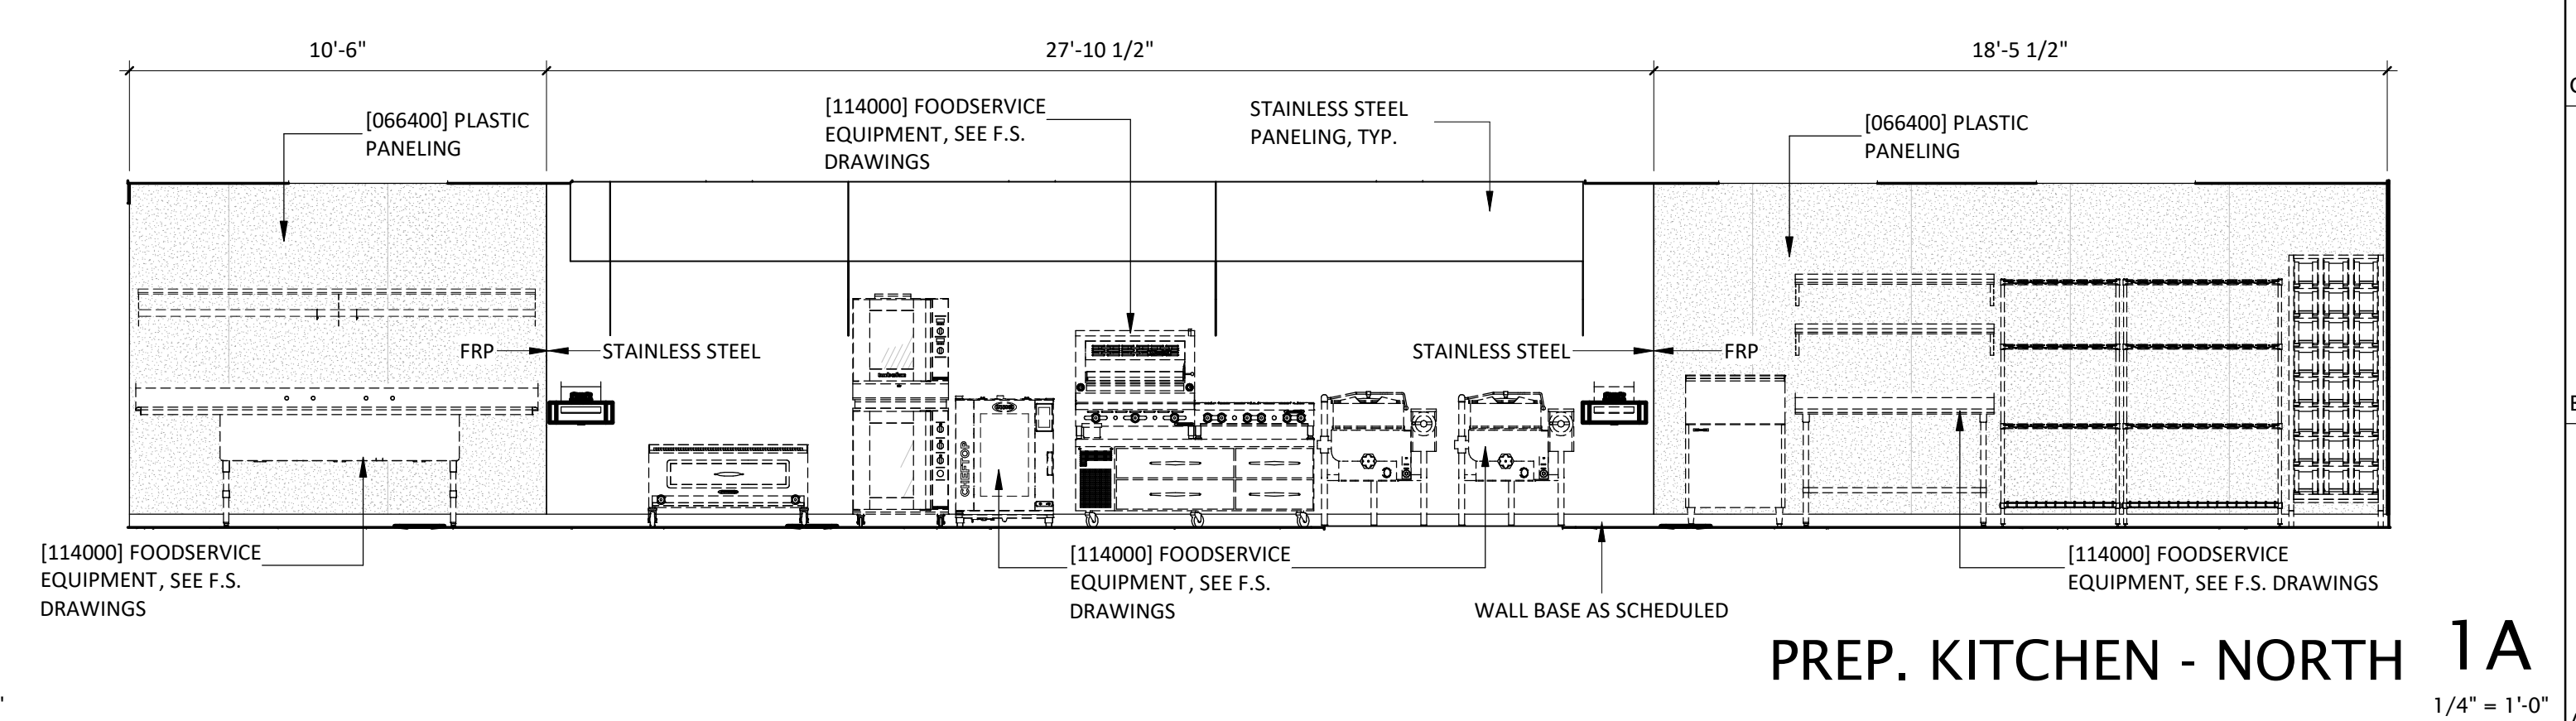 10'-6"
27'-10 1/2"
18'-5 1/2"
[066400] PLASTIC
PANELING
[114000] FOODSERVICE
EQUIPMENT, SEE F.S.
DRAWINGS
STAINLESS STEEL
PANELING, TYP.
[066400] PLASTIC
PANELING
FRP
STAINLESS STEEL
STAINLESS STEEL
FRP
CHEFTOP
[114000] FOODSERVICE
EQUIPMENT, SEE F.S.
DRAWINGS
[114000] FOODSERVICE
EQUIPMENT, SEE F.S.
DRAWINGS
WALL BASE AS SCHEDULED
[114000] FOODSERVICE
EQUIPMENT, SEE F.S. DRAWINGS
PREP. KITCHEN - NORTH
1A
1/4" = 1'-0"